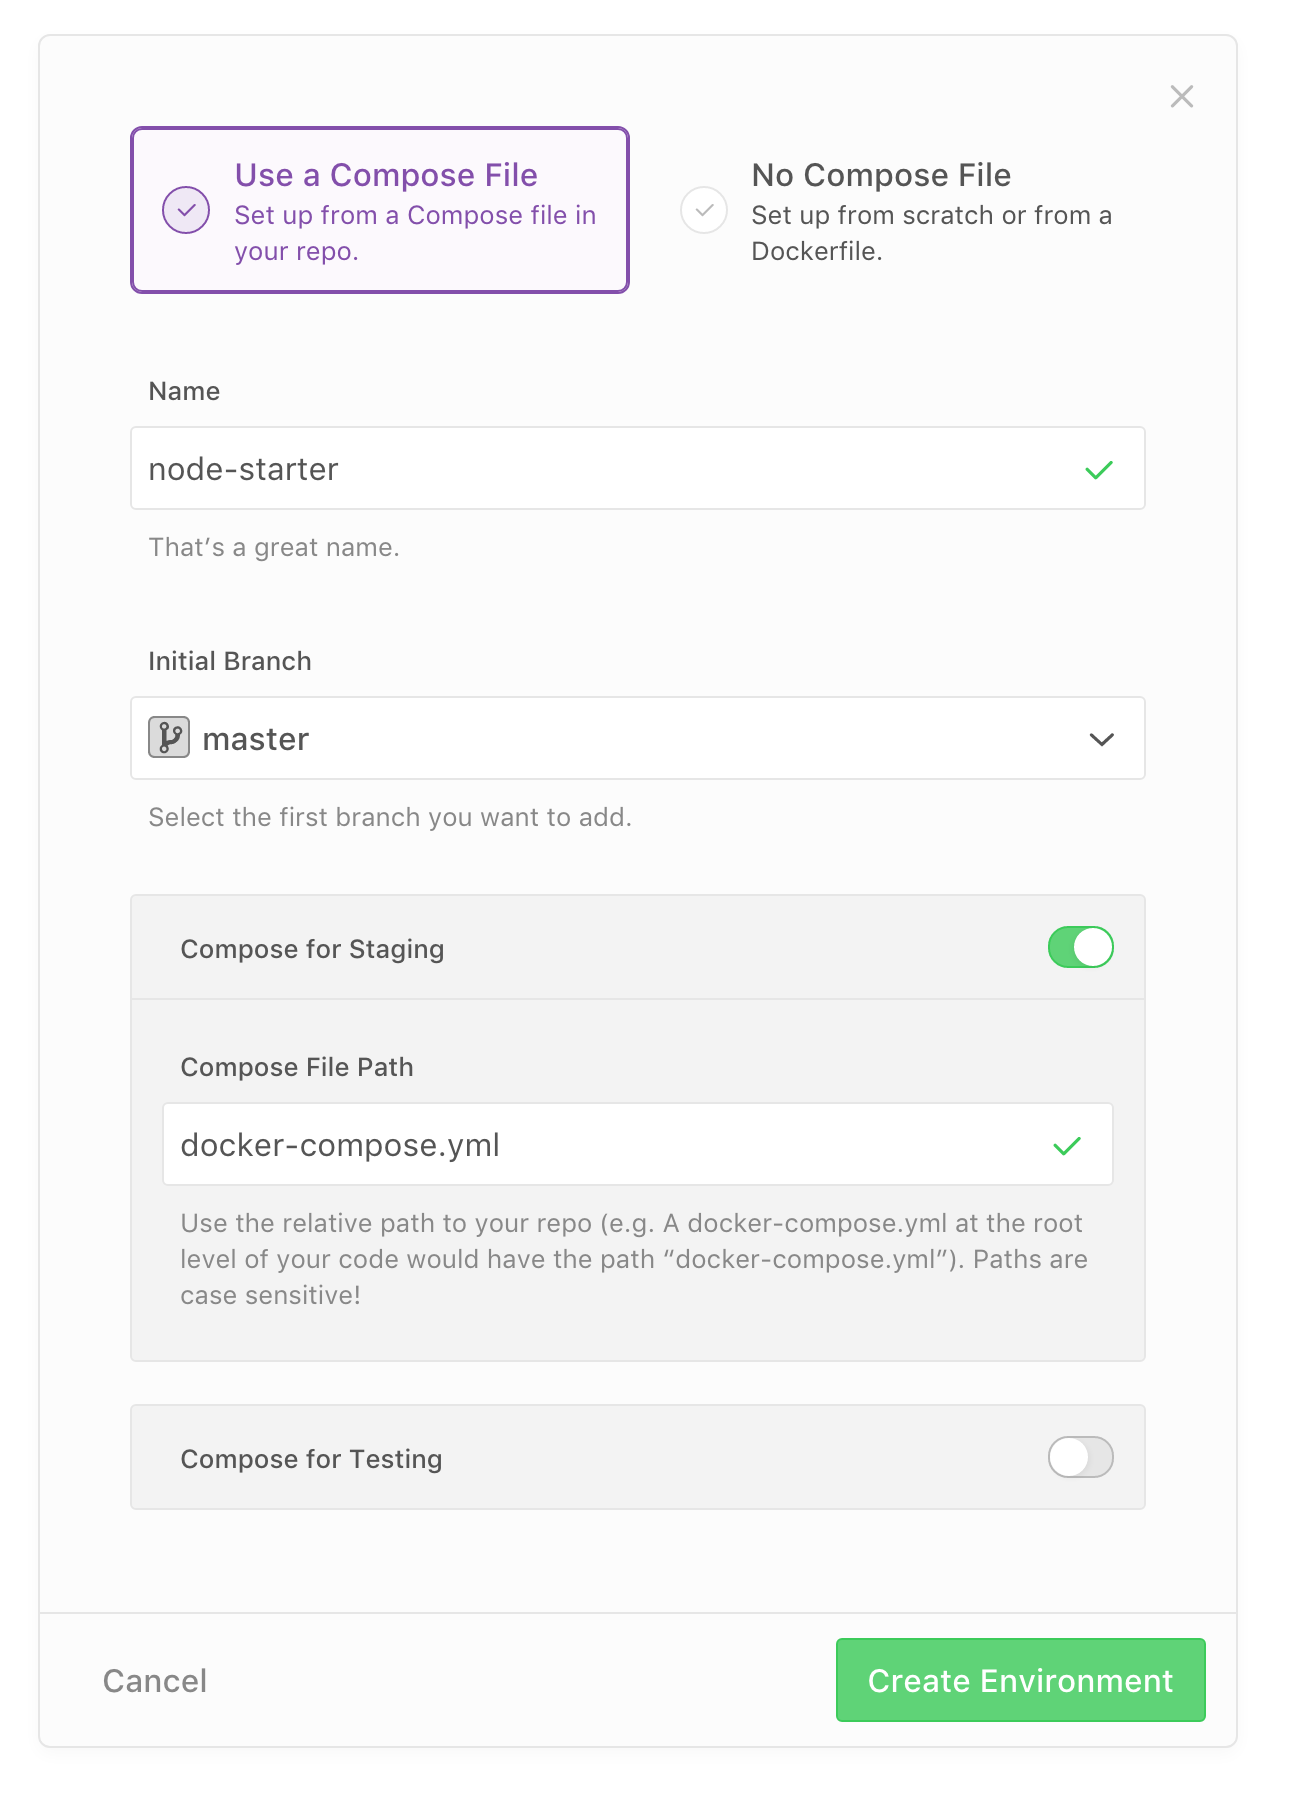 Use a Compose File
Set up from a Compose file in
your repo.
No Compose File
Set up from scratch or from a
Dockerfile.
Name
node-starter
That’s a great name.
Initial Branch
master
Select the first branch you want to add.
Compose for Staging
Compose File Path
docker-compose.yml
Use the relative path to your repo (e.g. A docker-compose.yml at the root
level of your code would have the path “docker-compose.yml”). Paths are
case sensitive!
Compose for Testing
Cancel
Create Environment